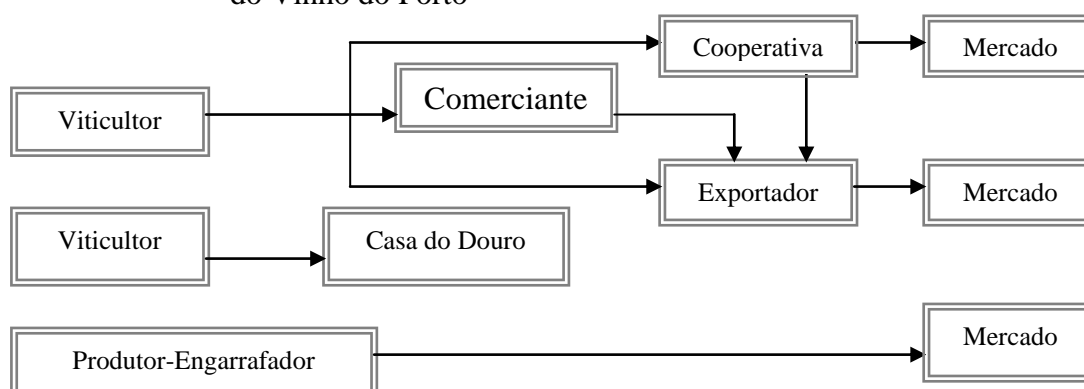 do Vinho do Porto
Cooperativa
Mercado
Comerciante
Viticultor
Exportador
Mercado
Viticultor
Casa do Douro
Mercado
Produtor-Engarrafador